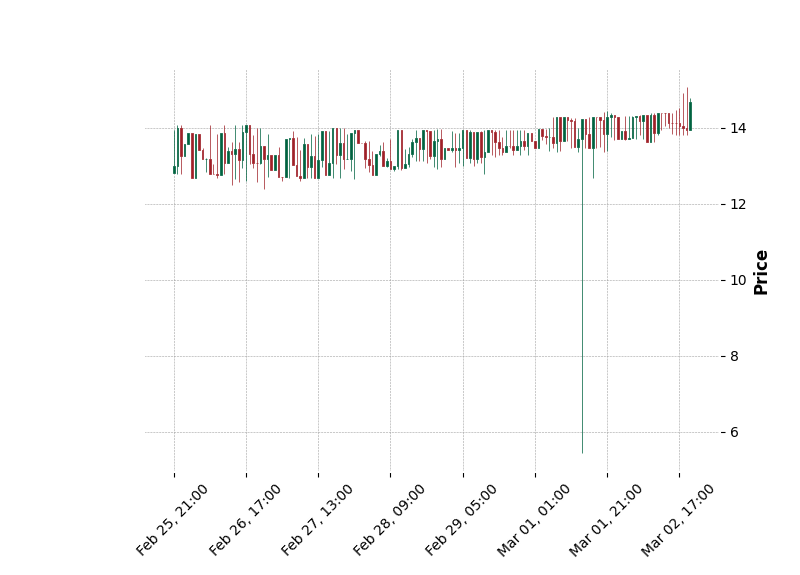 14
12
10
8
6
Price
Feb 25, 21:00
Feb 26, 17:00
Feb 27, 13:00
Feb 28, 09:00
Feb 29, 05:00
Mar 01, 01:00
Mar 01, 21:00
Mar 02, 17:00